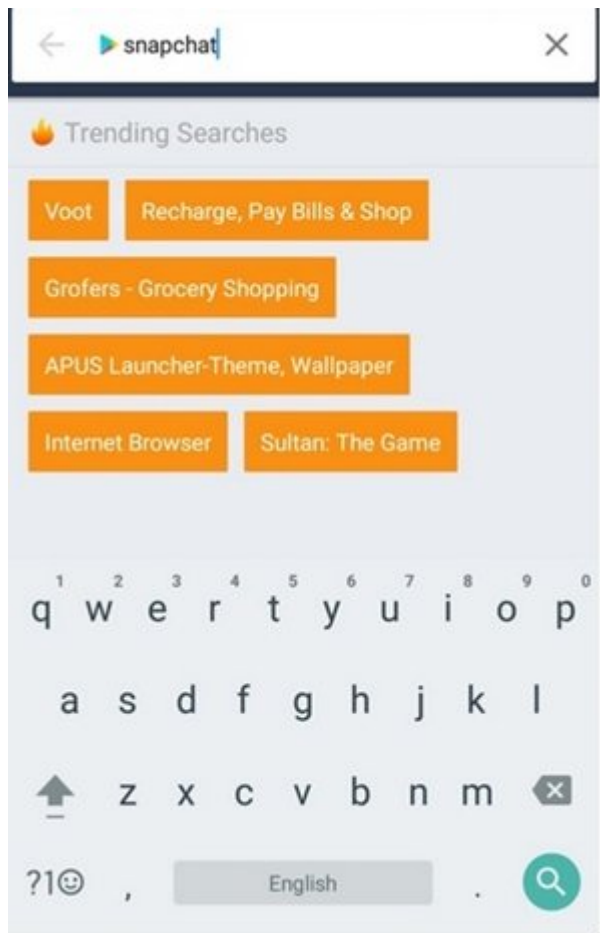 snapchat
Trending Searches
Voot Recharge, Pay Bills & Shop
Grofers - Grocery Shopping
APUS Launcher-Theme, Wallpaper
Internet Browser Sultan: The Game
1 2 3 4 5 6 7 8 9 0
q w e r t y u i o p
a s d f g h j k l
z x c v b n m
?1☺ , English .